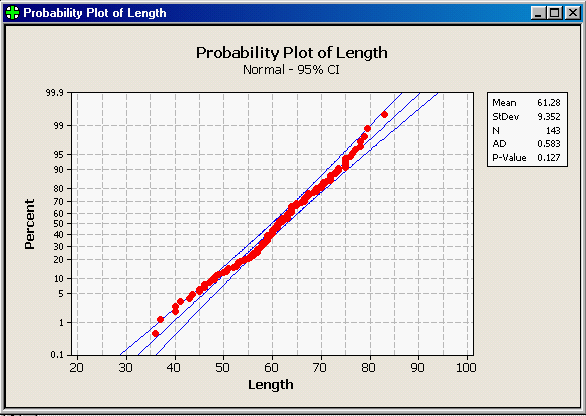 Probability Plot of Length
Probability Plot of Length
Normal - 95% CI
99.9
99
95
90
80
70
60
50
40
30
20
10
5
1
0.1
Percent
20 30 40 50 60 70 80 90 100
Length
Mean 61.28
StDev 9.352
N 143
AD 0.583
P-Value 0.127